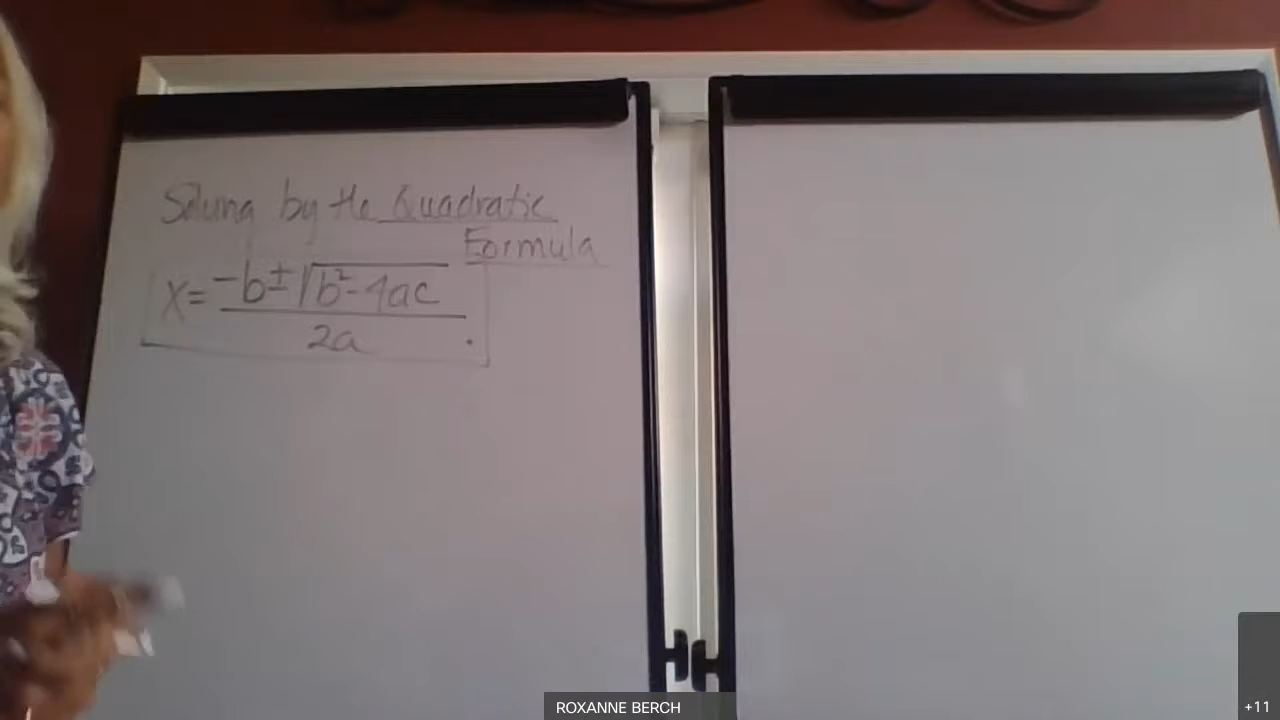 Solving by the Quadratic
Formula
x = -b ± √b² - 4ac
2a .
ROXANNE BERCH
+11